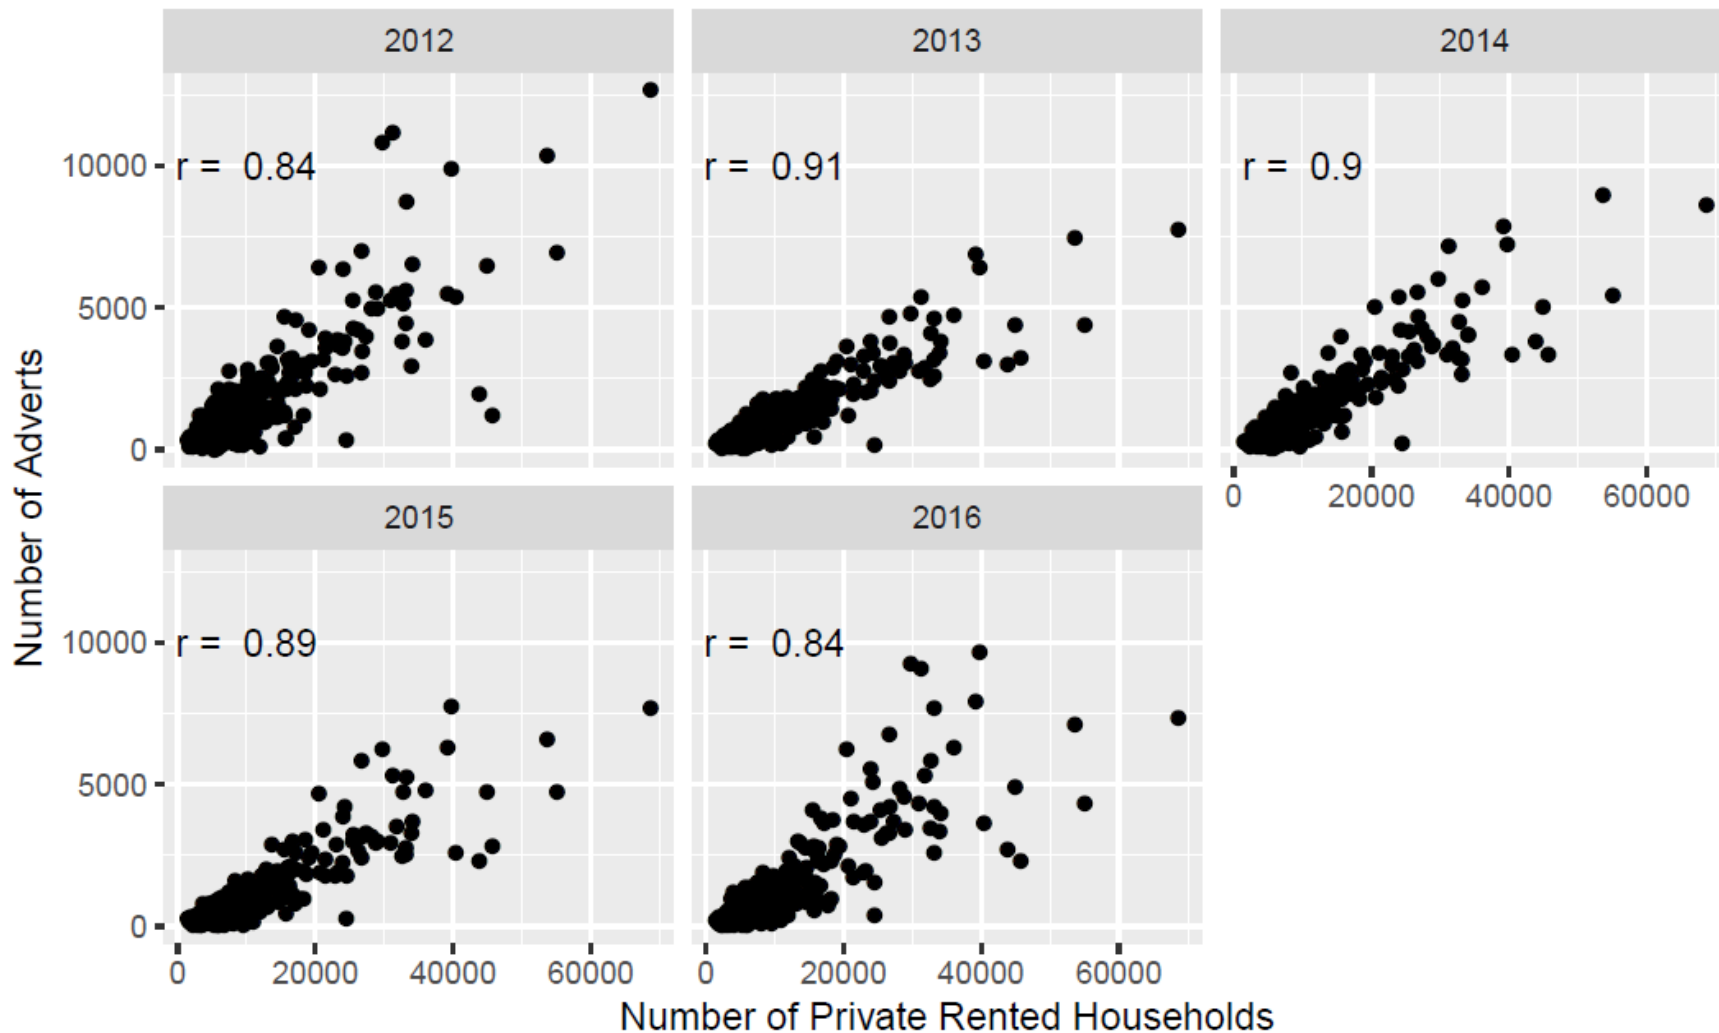 2012 2013 2014
10000
r = 0.84 r = 0.91 r = 0.9
5000
0
0 20000 40000 60000
2015 2016
10000
r = 0.89 r = 0.84
5000
0
0 20000 40000 60000 0 20000 40000 60000
Number of Adverts
Number of Private Rented Households